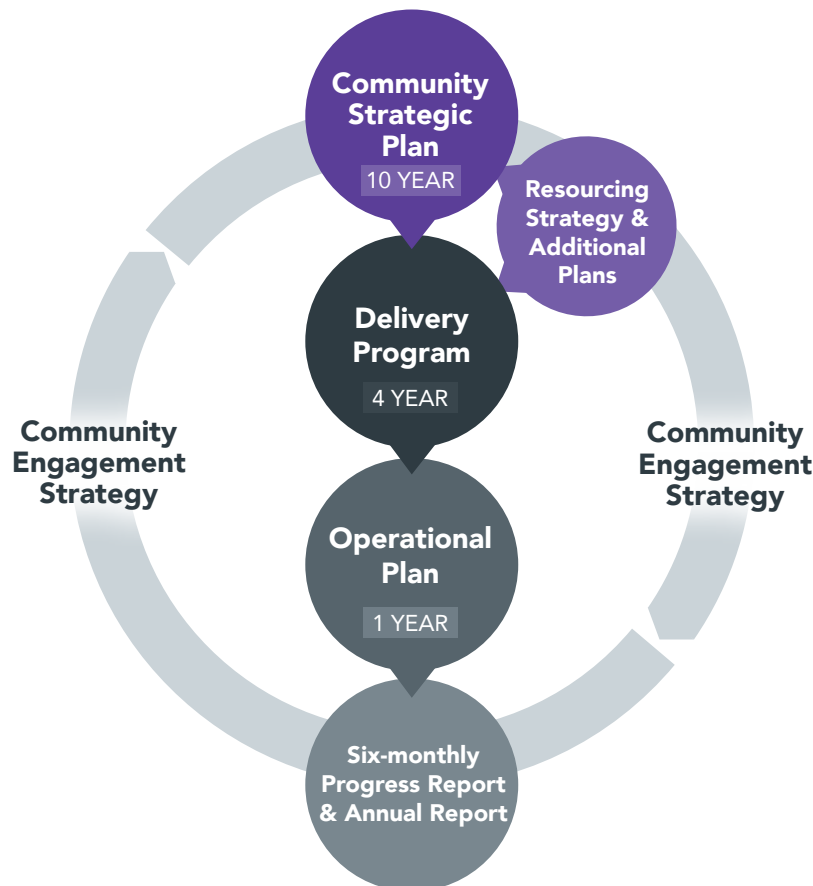 Community
Strategic
Plan
10 YEAR
Resourcing
Strategy &
Additional
Plans
Delivery
Program
4 YEAR
Community
Engagement
Strategy
Community
Engagement
Strategy
Operational
Plan
1 YEAR
Six-monthly
Progress Report
& Annual Report